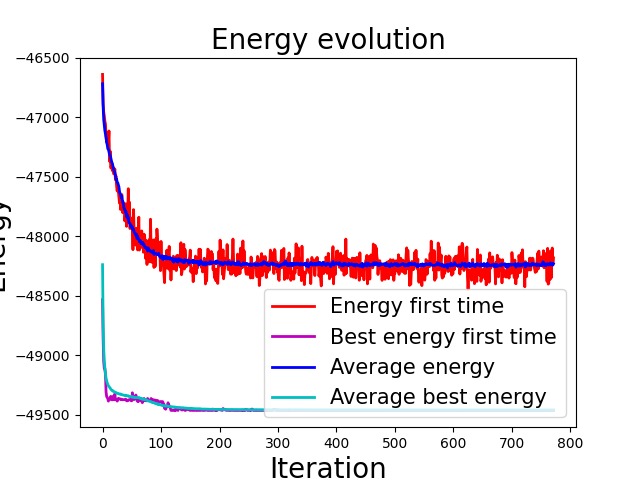 Energy evolution
Energy
−46500
−47000
−47500
−48000
−48500
−49000
−49500
0 100 200 300 400 500 600 700 800
Iteration
Energy first time
Best energy first time
Average energy
Average best energy